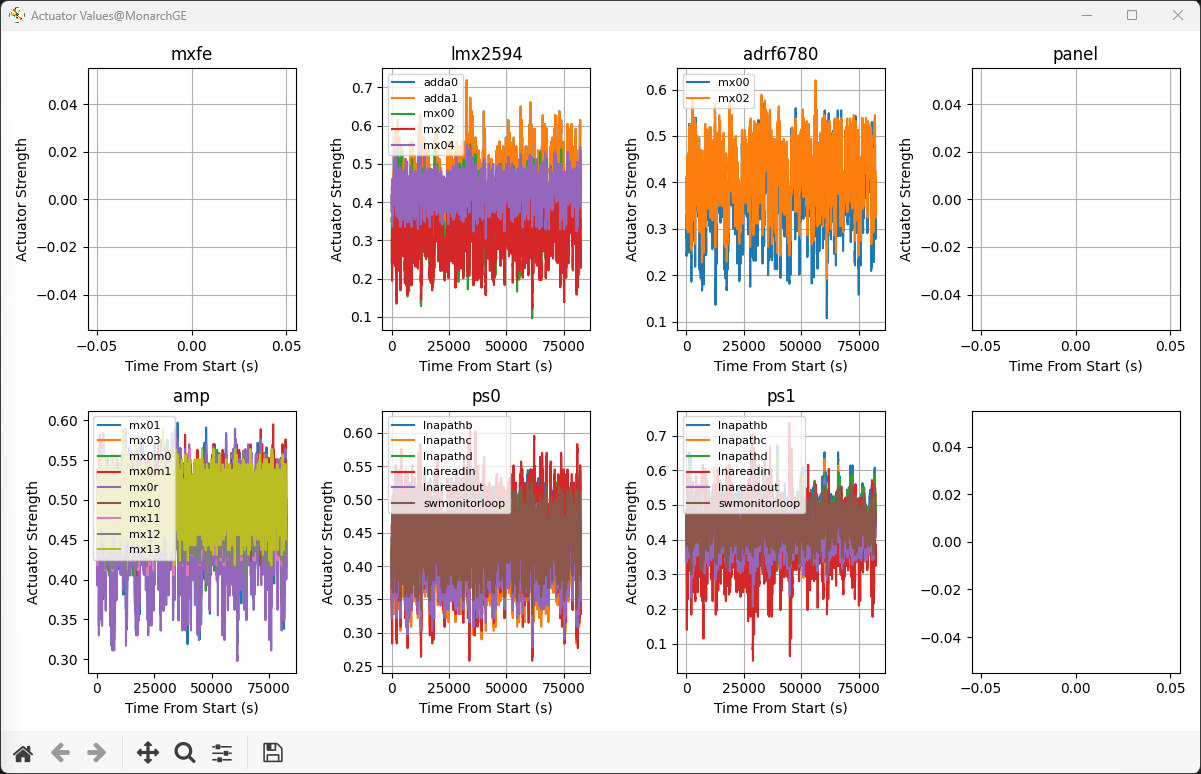 Actuator Values@MonarchGE
mxfe
Actuator Strength
0.04
0.02
0.00
−0.02
−0.04
−0.05
0.00
0.05
Time From Start (s)
lmx2594
Actuator Strength
0.7
0.6
0.5
0.4
0.3
0.2
0.1
adda0
adda1
mx00
mx02
mx04
0
25000
50000
75000
Time From Start (s)
adrf6780
Actuator Strength
0.6
0.5
0.4
0.3
0.2
0.1
mx00
mx02
0
25000
50000
75000
Time From Start (s)
panel
Actuator Strength
0.04
0.02
0.00
−0.02
−0.04
−0.05
0.00
0.05
Time From Start (s)
amp
Actuator Strength
0.60
0.55
0.50
0.45
0.40
0.35
0.30
mx01
mx03
mx0m0
mx0m1
mx0r
mx10
mx11
mx12
mx13
0
25000
50000
75000
Time From Start (s)
ps0
Actuator Strength
0.60
0.55
0.50
0.45
0.40
0.35
0.30
0.25
lnapathb
lnapathc
lnapathd
lnareadin
lnareadout
swmonitorloop
0
25000
50000
75000
Time From Start (s)
ps1
Actuator Strength
0.7
0.6
0.5
0.4
0.3
0.2
0.1
lnapathb
lnapathc
lnapathd
lnareadin
lnareadout
swmonitorloop
0
25000
50000
75000
Time From Start (s)
0.04
0.02
0.00
−0.02
−0.04
−0.05
0.00
0.05